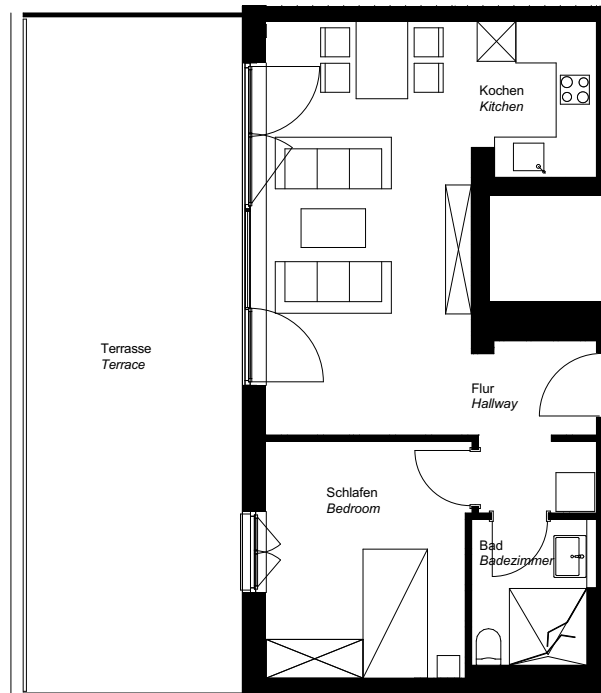 Kochen
Kitchen
Terrasse
Terrace
Flur
Hallway
Schlafen
Bedroom
Bad
Badezimmer